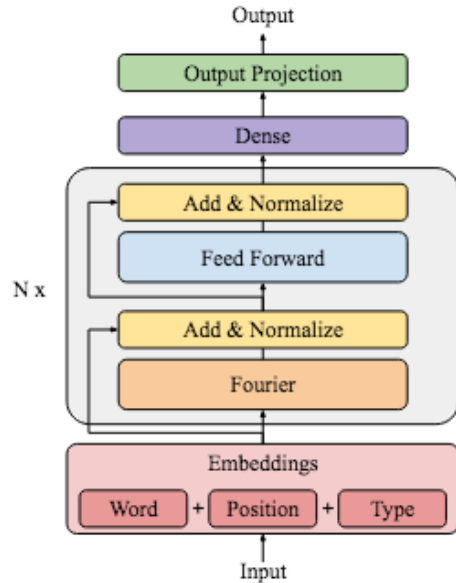 Output
Output Projection
Dense
Add & Normalize
Feed Forward
N x
Add & Normalize
Fourier
Embeddings
Word + Position + Type
Input